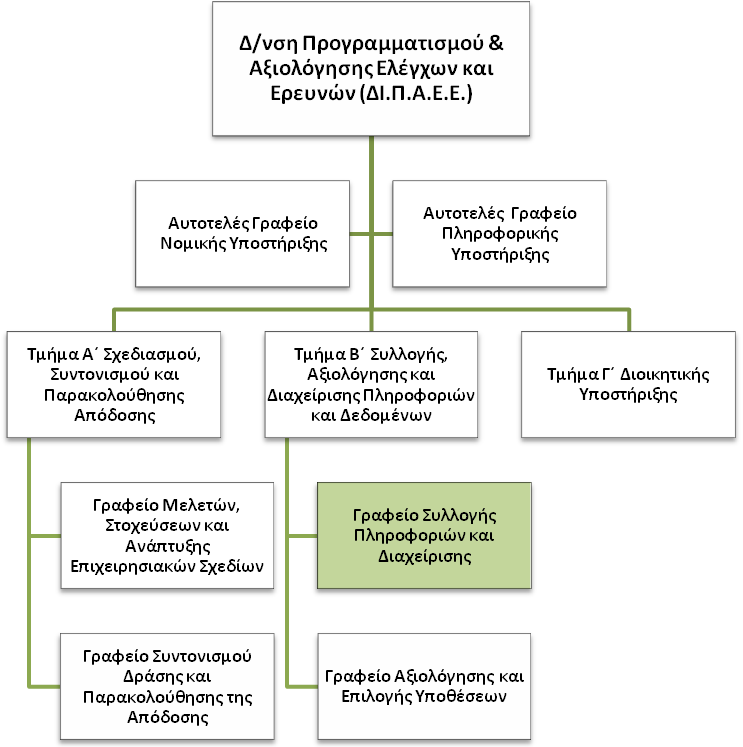 Δ/νση Προγραμματισμού &
Αξιολόγησης Ελέγχων και
Ερευνών (ΔΙ.Π.Α.Ε.Ε.)
Αυτοτελές Γραφείο
Νομικής Υποστήριξης
Αυτοτελές Γραφείο
Πληροφορικής
Υποστήριξης
Τμήμα Α΄ Σχεδιασμού,
Συντονισμού και
Παρακολούθησης
Απόδοσης
Τμήμα Β΄ Συλλογής,
Αξιολόγησης και
Διαχείρισης Πληροφοριών
και Δεδομένων
Τμήμα Γ΄ Διοικητικής
Υποστήριξης
Γραφείο Μελετών,
Στοχεύσεων και
Ανάπτυξης
Επιχειρησιακών Σχεδίων
Γραφείο Συλλογής
Πληροφοριών και
Διαχείρισης
Γραφείο Συντονισμού
Δράσης και
Παρακολούθησης της
Απόδοσης
Γραφείο Αξιολόγησης και
Επιλογής Υποθέσεων